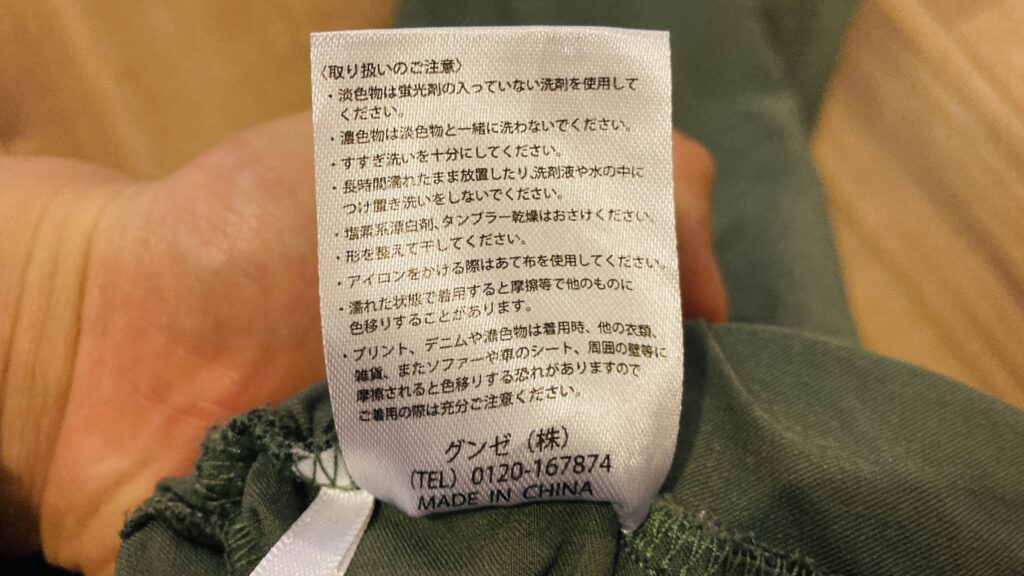 〈取り扱いのご注意〉
・淡色物は蛍光剤の入っていない洗剤を使用して
ください。
・濃色物は淡色物と一緒に洗わないでください。
・すすぎ洗いを十分にしてください。
・長時間濡れたまま放置したり、洗剤液や水の中に
つけ置き洗いをしないでください。
・塩素系漂白剤、タンブラー乾燥はおさけください。
・形を整えて干してください。
・アイロンをかける際はあて布を使用してください。
・濡れた状態で着用すると摩擦等で他のものに
色移りすることがあります。
・プリント、デニムや濃色物は着用時、他の衣類、
雑貨、またソファーや車のシート、周囲の壁等に
摩擦されると色移りする恐れがありますので
ご着用の際は充分ご注意ください。
グンゼ（株）
(TEL) 0120-167874
MADE IN CHINA